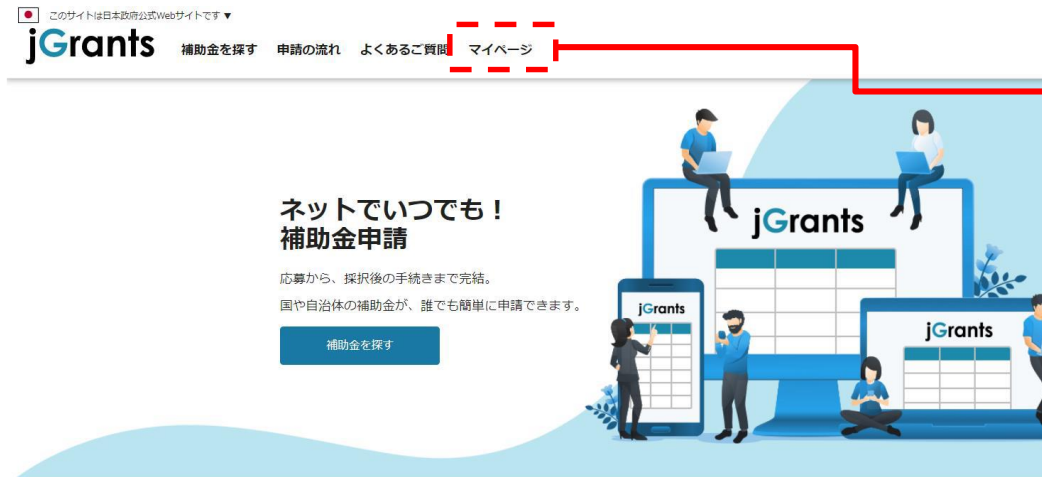 このサイトは日本政府公式Webサイトです ▼
jGrants 補助金を探す 申請の流れ よくあるご質問 マイページ
ネットでいつでも！
補助金申請
応募から、採択後の手続きまで完結。
国や自治体の補助金が、誰でも簡単に申請できます。
補助金を探す
jGrants
jGrants
jGrants